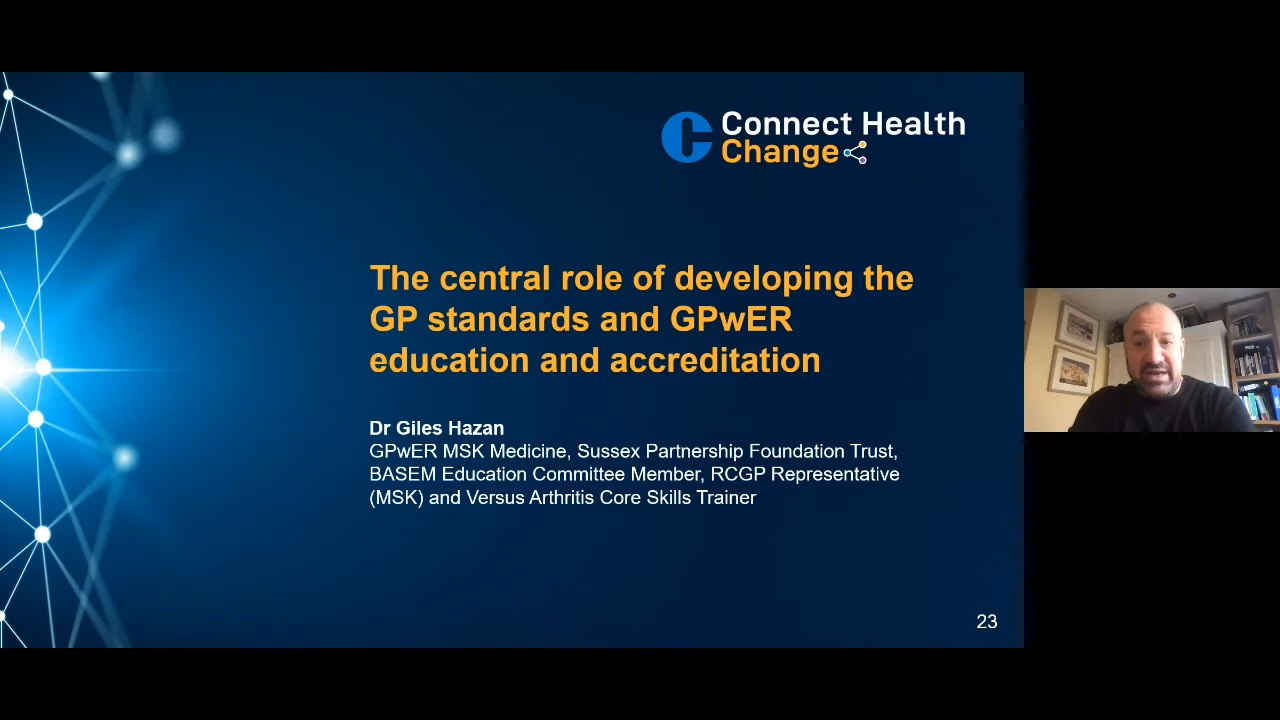 Connect Health
Change
The central role of developing the
GP standards and GPwER
education and accreditation
Dr Giles Hazan
GPwER MSK Medicine, Sussex Partnership Foundation Trust,
BASEM Education Committee Member, RCGP Representative
(MSK) and Versus Arthritis Core Skills Trainer
23